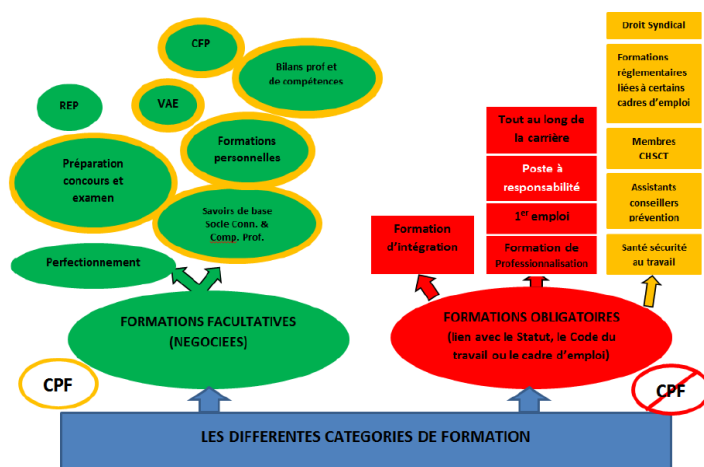 CFP
Bilans prof et
de compétences
REP
VAE
Formations
personnelles
Préparation
concours et
examen
Savoirs de base
Socle Conn. &
Comp. Prof.
Perfectionnement
FORMATIONS FACULTATIVES
(NEGOCIEES)
CPF
Formation
d'intégration
Tout au long de
la carrière
Poste à
responsabilité
1er emploi
Formation de
Professionnalisation
Droit Syndical
Formations
réglementaires
liées à certains
cadres d'emploi
Membres
CHSCT
Assistants
conseillers
prévention
Santé sécurité
au travail
FORMATIONS OBLIGATOIRES
(lien avec le Statut, le Code du
travail ou le cadre d'emploi)
CPF
LES DIFFERENTES CATEGORIES DE FORMATION